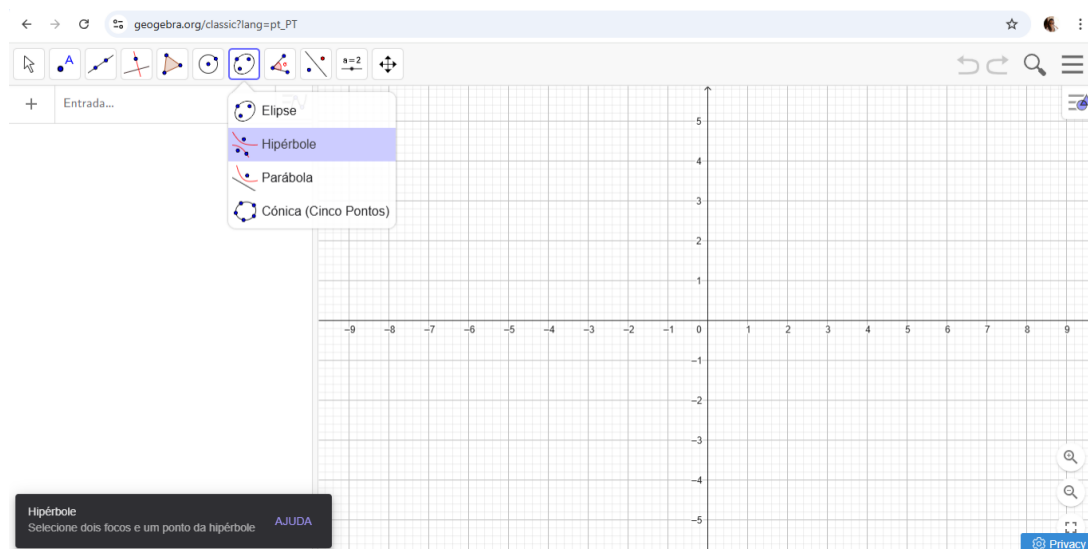 geogebra.org/classic?lang=pt_PT
A
a=2
Entrada...
Elipse
Hipérbole
Parábola
Cónica (Cinco Pontos)
5
4
3
2
1
–9 –8 –7 –6 –5 –4 –3 –2 –1 0 1 2 3 4 5 6 7 8 9
–1
–2
–3
–4
–5
Hipérbole
Selecione dois focos e um ponto da hipérbole
AJUDA
Privacy